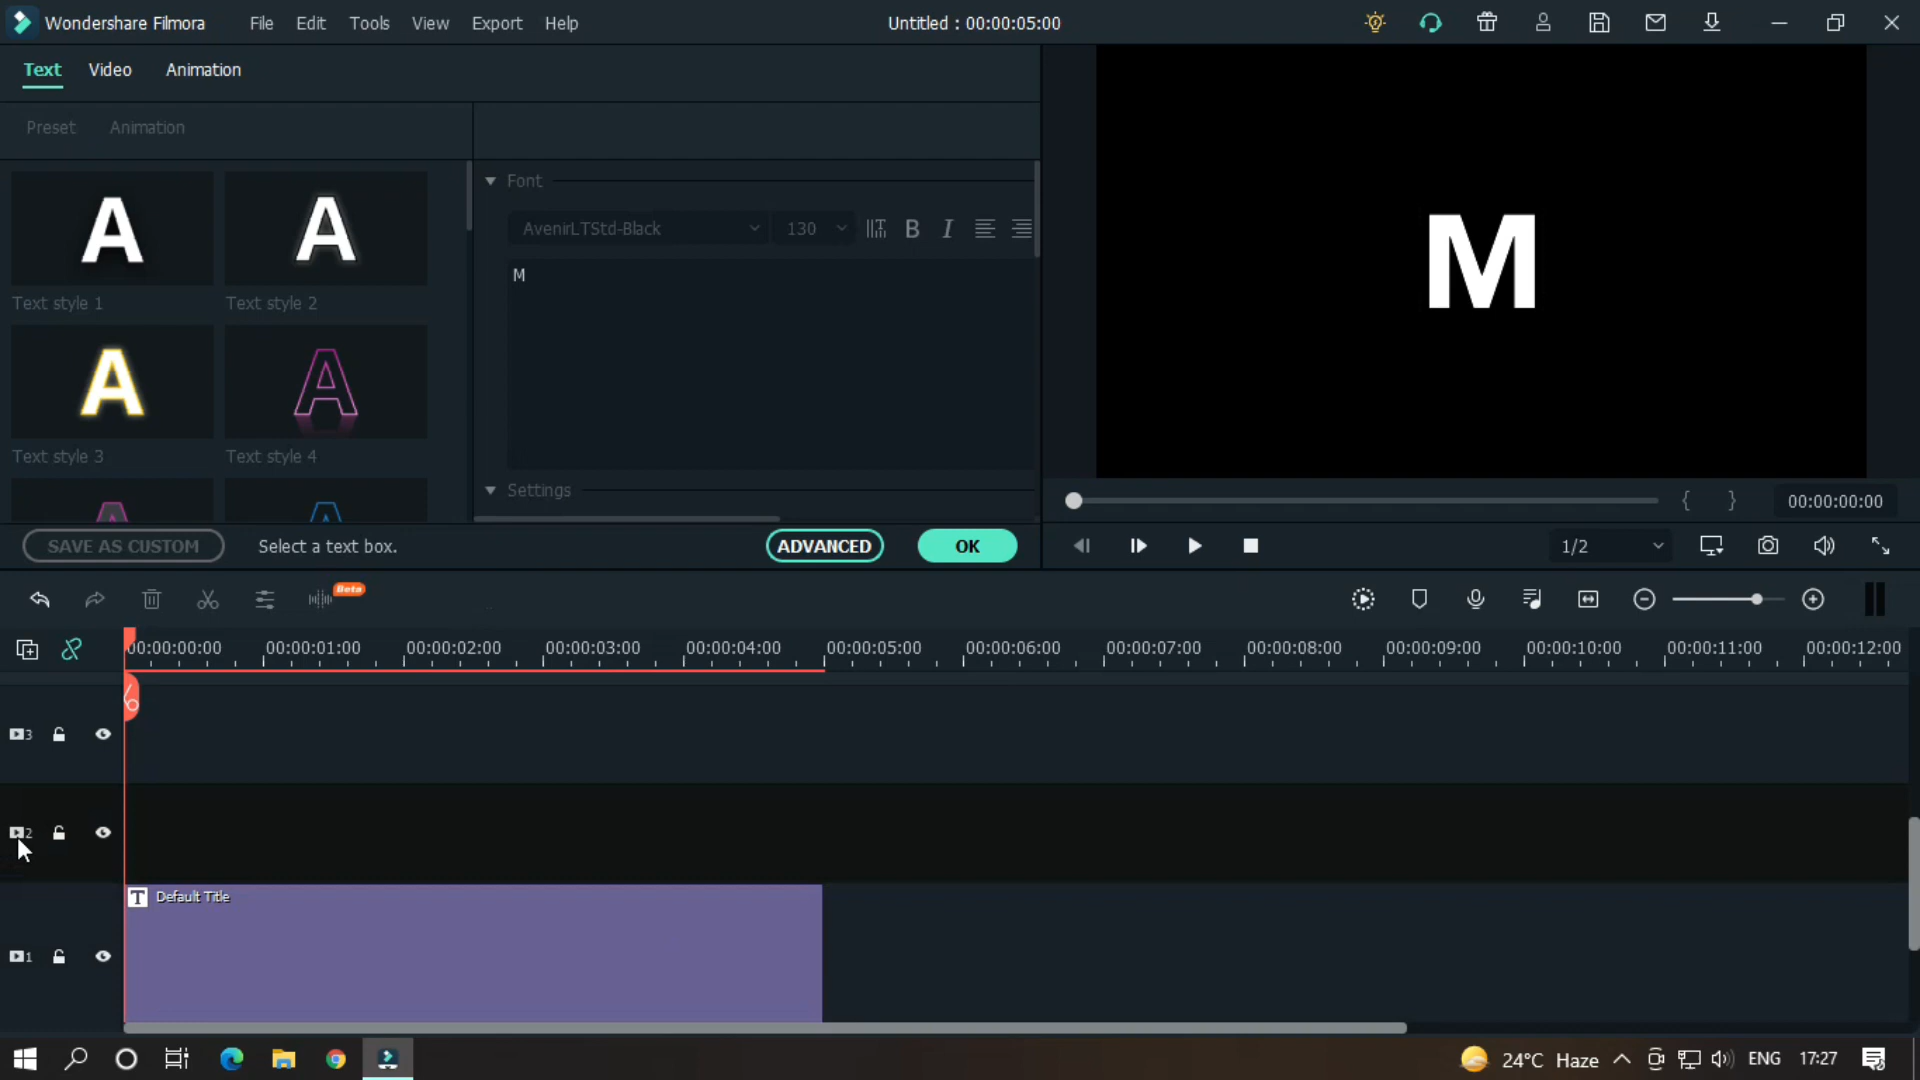 Wondershare Filmora File Edit Tools View Export Help Untitled : 00:00:05:00
Text Video Animation
Preset Animation
Font
AvenirLTStd-Black 130 B I
M
A A
Text style 1 Text style 2
A A
Text style 3 Text style 4
Settings
M
{ } 00:00:00:00
SAVE AS CUSTOM Select a text box. ADVANCED OK
1/2
Beta
00:00:00:00 00:00:01:00 00:00:02:00 00:00:03:00 00:00:04:00 00:00:05:00 00:00:06:00 00:00:07:00 00:00:08:00 00:00:09:00 00:00:10:00 00:00:11:00 00:00:12:00
3
2
T Default Title
1
24°C Haze ENG 17:27